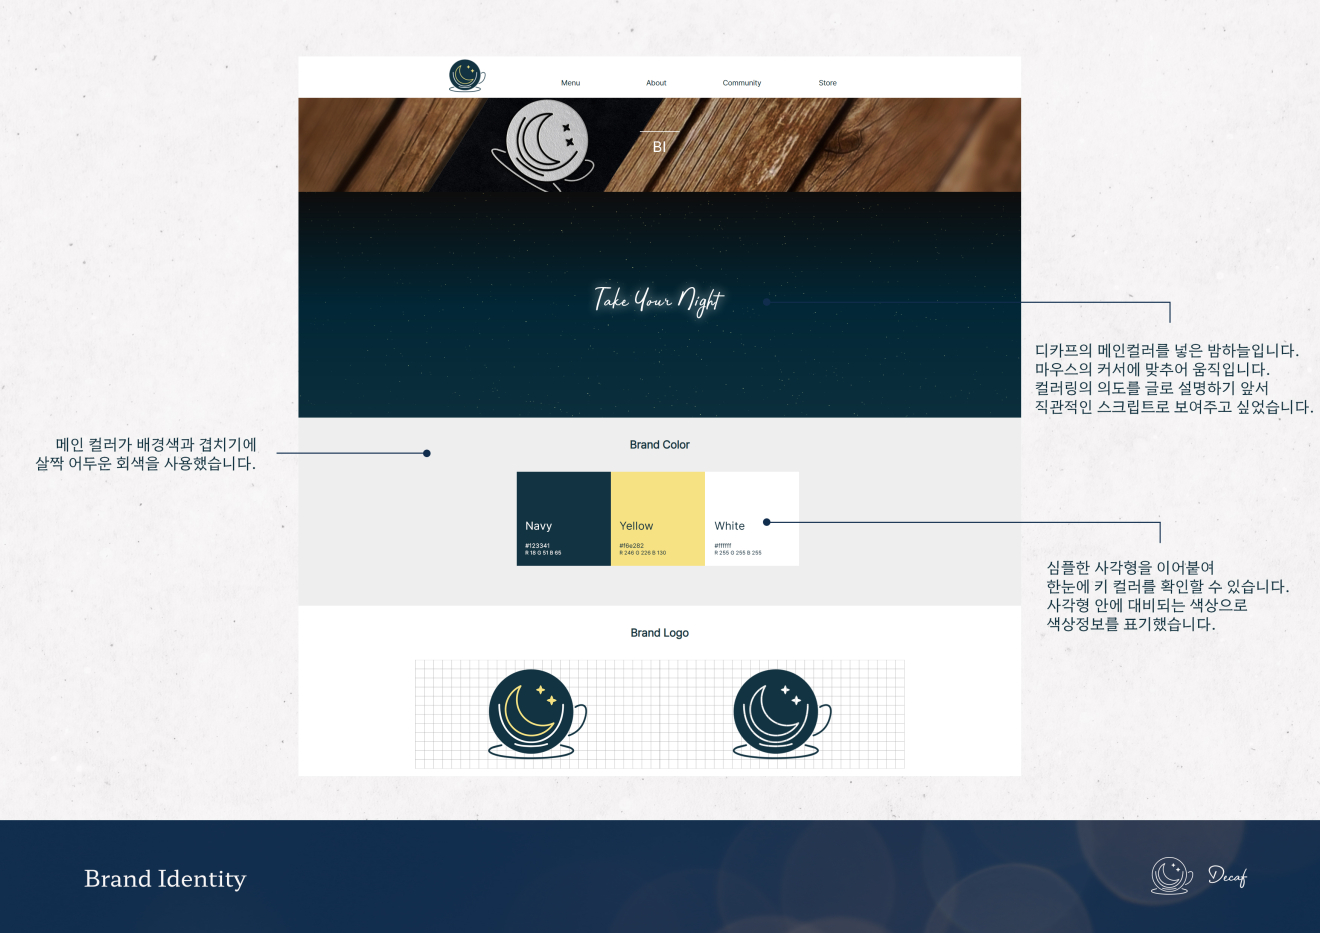 Menu About Community Store
BI
Take Your Night
디카프의 메인컬러를 넣은 밤하늘입니다.
마우스의 커서에 맞추어 움직입니다.
컬러링의 의도를 글로 설명하기 앞서
직관적인 스크립트로 보여주고 싶었습니다.
메인 컬러가 배경색과 겹치기에
살짝 어두운 회색을 사용했습니다.
Brand Color
Navy
#123341
R 18 G 51 B 65
Yellow
#f6e282
R 246 G 226 B 130
White
#ffffff
R 255 G 255 B 255
심플한 사각형을 이어붙여
한눈에 키 컬러를 확인할 수 있습니다.
사각형 안에 대비되는 색상으로
색상정보를 표기했습니다.
Brand Logo
Brand Identity
Decaf